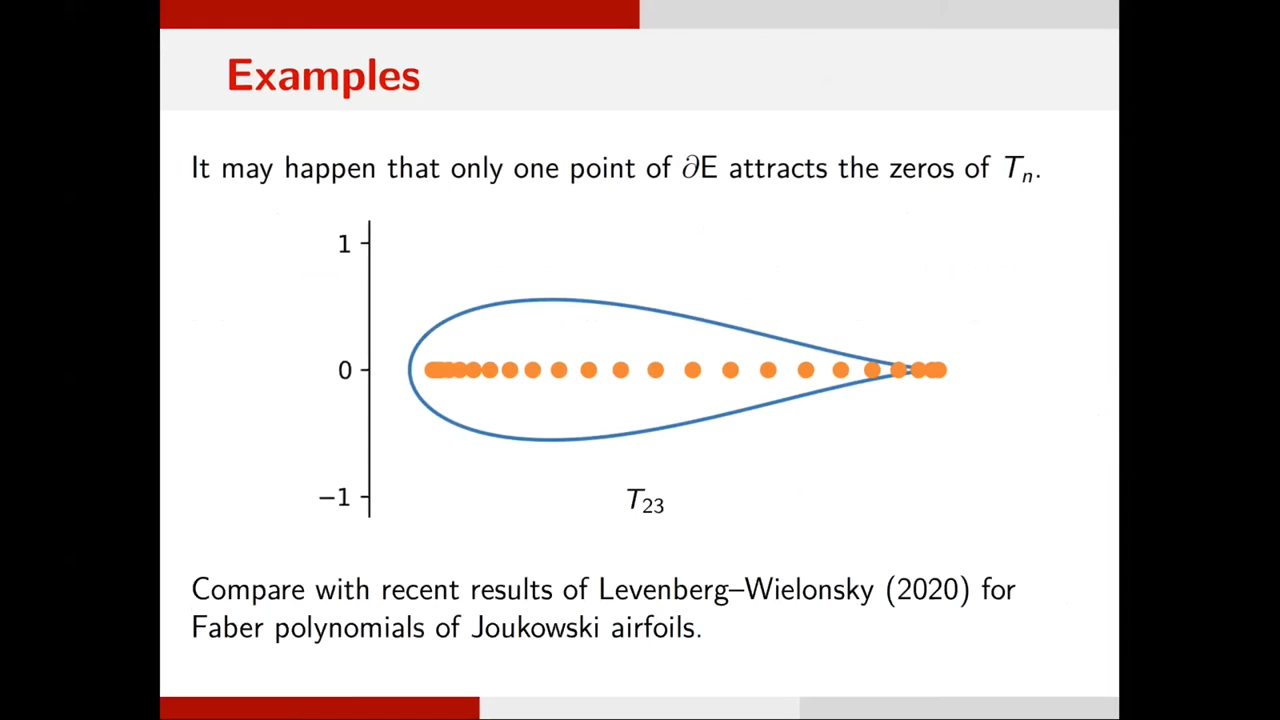 Examples
It may happen that only one point of ∂E attracts the zeros of Tₙ.
1
0
−1
T₂₃
Compare with recent results of Levenberg–Wielonsky (2020) for
Faber polynomials of Joukowski airfoils.